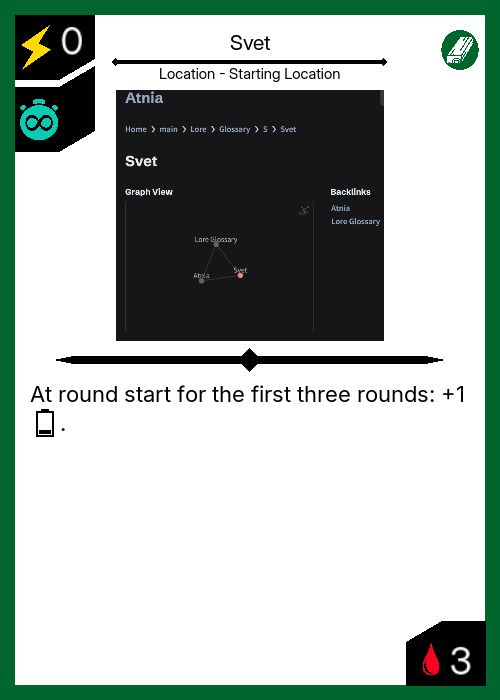 0
Svet
Location - Starting Location
Atnia
Home > main > Lore > Glossary > S > Svet
Svet
Graph View
Backlinks
Atnia
Lore Glossary
Lore Glossary
Atnia
Svet
At round start for the first three rounds: +1
.
3